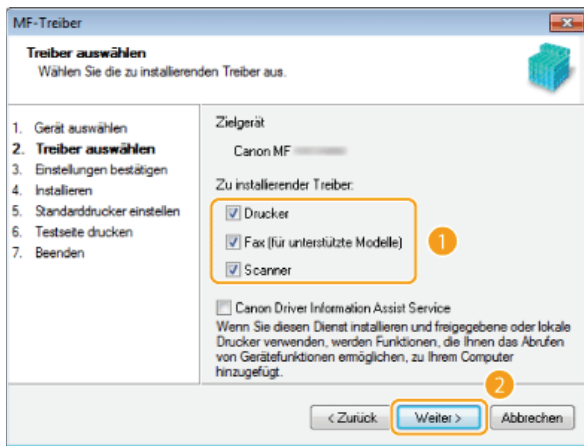 MF-Treiber
Treiber auswählen
Wählen Sie die zu installierenden Treiber aus.
1. Gerät auswählen
2. Treiber auswählen
3. Einstellungen bestätigen
4. Installieren
5. Standarddrucker einstellen
6. Testseite drucken
7. Beenden
Zielgerät
Canon MF
Zu installierender Treiber:
Drucker
Fax (für unterstützte Modelle)
Scanner
1
Canon Driver Information Assist Service
Wenn Sie diesen Dienst installieren und freigegebene oder lokale
Drucker verwenden, werden Funktionen, die Ihnen das Abrufen
von Gerätefunktionen ermöglichen, zu Ihrem Computer
hinzugefügt.
2
< Zurück
Weiter >
Abbrechen